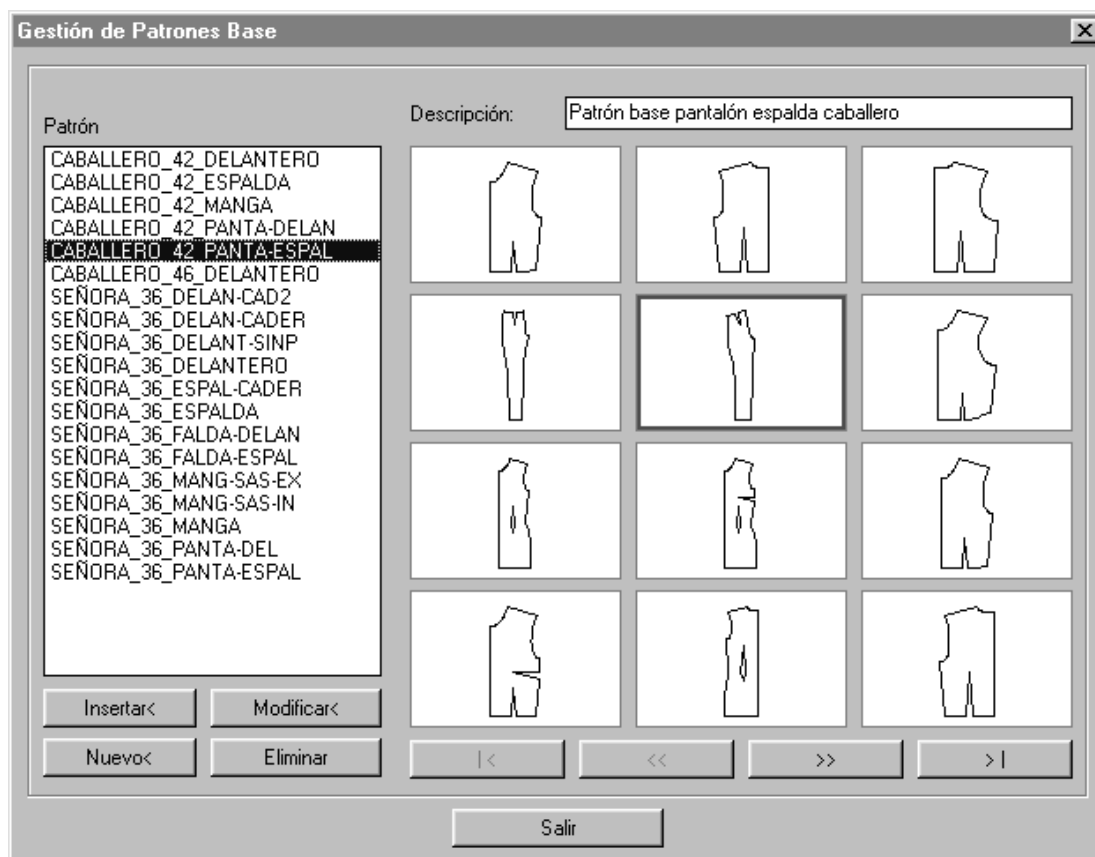 Gestión de Patrones Base
Descripción: Patrón base pantalón espalda caballero
Patrón
CABALLERO_42_DELANTERO
CABALLERO_42_ESPALDA
CABALLERO_42_MANGA
CABALLERO_42_PANTA-DELAN
CABALLERO_42_PANTA-ESPAL
CABALLERO_46_DELANTERO
SEÑORA_36_DELAN-CAD2
SEÑORA_36_DELAN-CADER
SEÑORA_36_DELANT-SINP
SEÑORA_36_DELANTERO
SEÑORA_36_ESPAL-CADER
SEÑORA_36_ESPALDA
SEÑORA_36_FALDA-DELAN
SEÑORA_36_FALDA-ESPAL
SEÑORA_36_MANG-SAS-EX
SEÑORA_36_MANG-SAS-IN
SEÑORA_36_MANGA
SEÑORA_36_PANTA-DEL
SEÑORA_36_PANTA-ESPAL
Insertar< Modificar<
Nuevo< Eliminar |< << >> >|
Salir